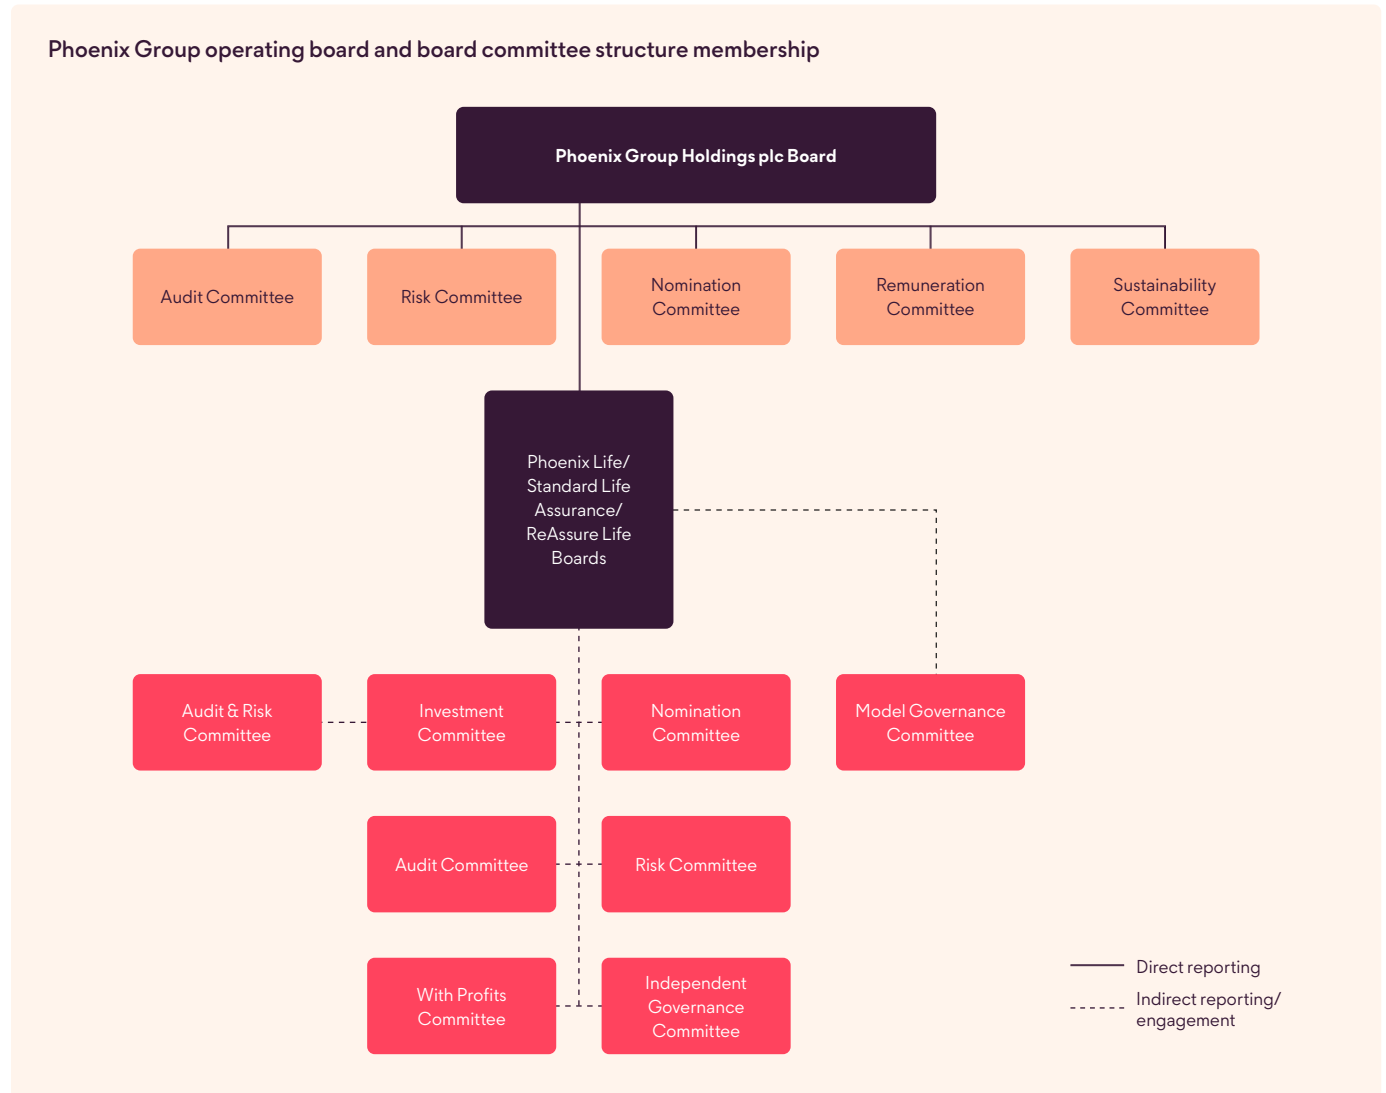 Phoenix Group operating board and board committee structure membership
Phoenix Group Holdings plc Board
Audit Committee
Risk Committee
Nomination
Committee
Remuneration
Committee
Sustainability
Committee
Phoenix Life/
Standard Life
Assurance/
ReAssure Life
Boards
Audit & Risk
Committee
Investment
Committee
Nomination
Committee
Model Governance
Committee
Audit Committee
Risk Committee
With Profits
Committee
Independent
Governance
Committee
Direct reporting
Indirect reporting/
engagement